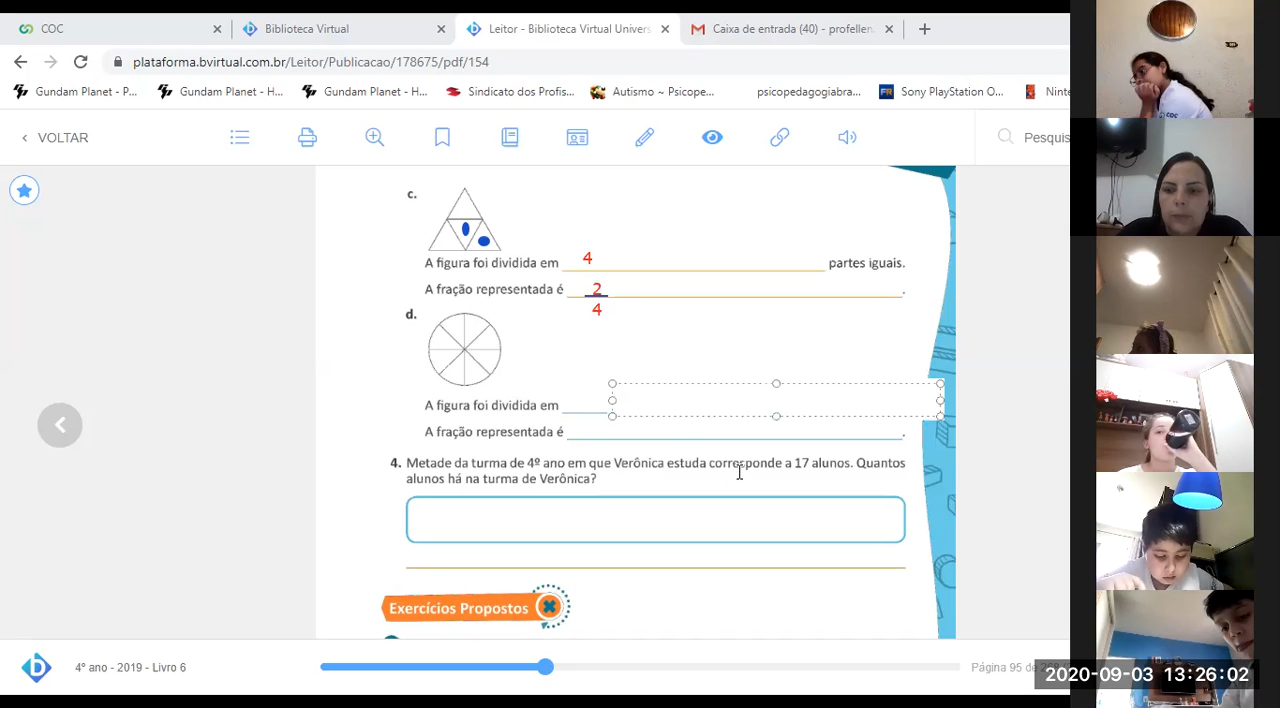 COC
Biblioteca Virtual
Leitor - Biblioteca Virtual Univers
Caixa de entrada (40) - profellen.
plataforma.bvirtual.com.br/Leitor/Publicacao/178675/pdf/154
Gundam Planet - P...
Gundam Planet - H...
Gundam Planet - H...
Sindicato dos Profis...
Autismo ~ Psicope...
psicopedagogiabra...
Sony PlayStation O...
Ninte
VOLTAR
Pesquis
c.
A figura foi dividida em 4 partes iguais.
A fração representada é 2
4
.
d.
A figura foi dividida em
A fração representada é .
4. Metade da turma de 4º ano em que Verônica estuda corresponde a 17 alunos. Quantos
alunos há na turma de Verônica?
Exercícios Propostos
4º ano - 2019 - Livro 6
Página 95 de
2020-09-03 13:26:02